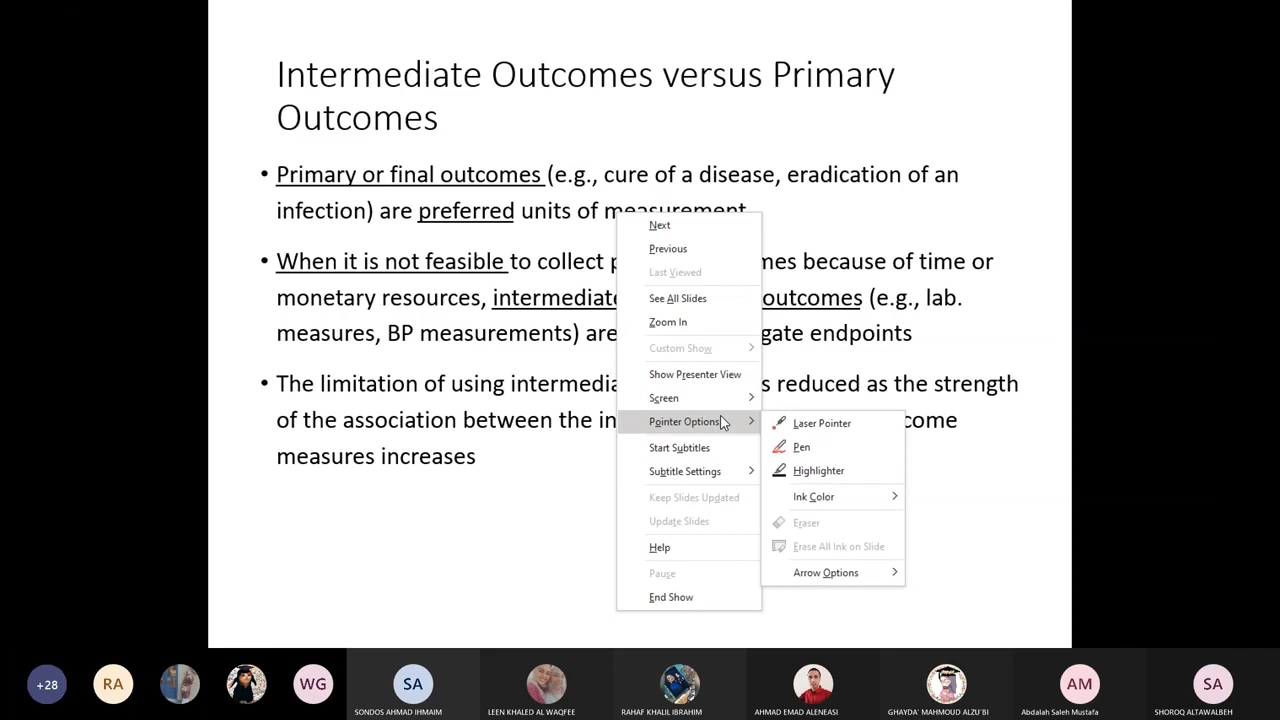 Intermediate Outcomes versus Primary
Outcomes
• Primary or final outcomes (e.g., cure of a disease, eradication of an
infection) are preferred units of measurement
• When it is not feasible to collect mes because of time or
monetary resources, intermediate outcomes (e.g., lab.
measures, BP measurements) are gate endpoints
• The limitation of using intermedia s reduced as the strength
of the association between the in come
measures increases
Next
Previous
Last Viewed
See All Slides
Zoom In
Custom Show
Show Presenter View
Screen
Pointer Options
Start Subtitles
Subtitle Settings
Keep Slides Updated
Update Slides
Help
Pause
End Show
Laser Pointer
Pen
Highlighter
Ink Color
Eraser
Erase All Ink on Slide
Arrow Options
+28 RA WG SA AM SA
SONDOS AHMAD IHMAIM LEEN KHALED AL WAQFEE RAHAF KHALIL IBRAHIM AHMAD EMAD ALENEASI GHAYDA' MAHMOUD ALZU'BI Abdalah Saleh Mustafa SHOROQ ALTAWALBEH